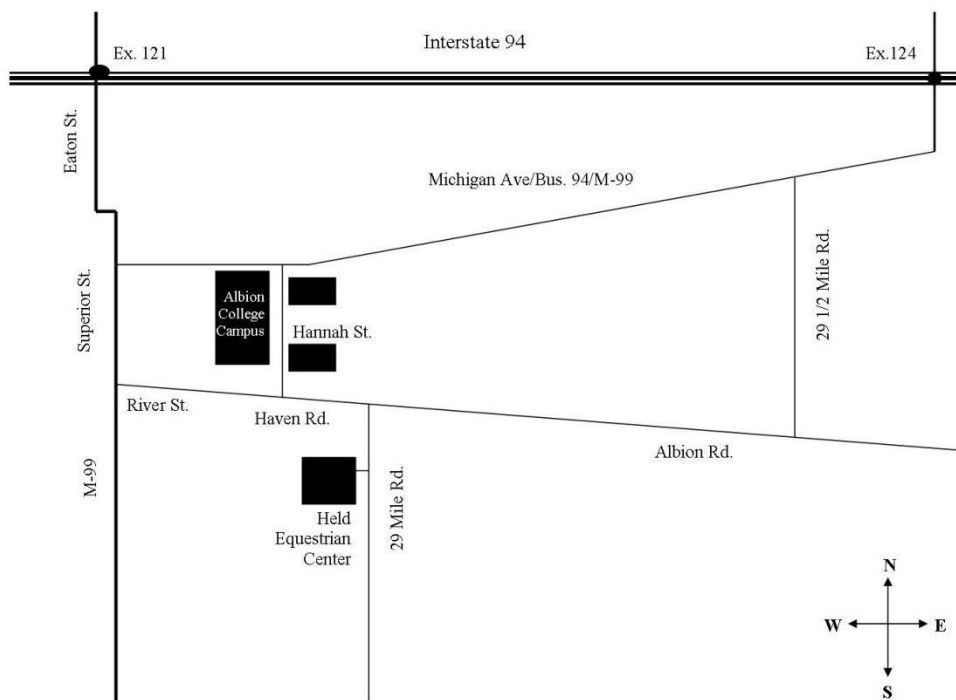 Interstate 94
Ex. 121
Ex.124
Eaton St.
Michigan Ave/Bus. 94/M-99
Superior St.
Albion
College
Campus
Hannah St.
29 1/2 Mile Rd.
River St.
Haven Rd.
Albion Rd.
M-99
29 Mile Rd.
Held
Equestrian
Center
N
W
E
S